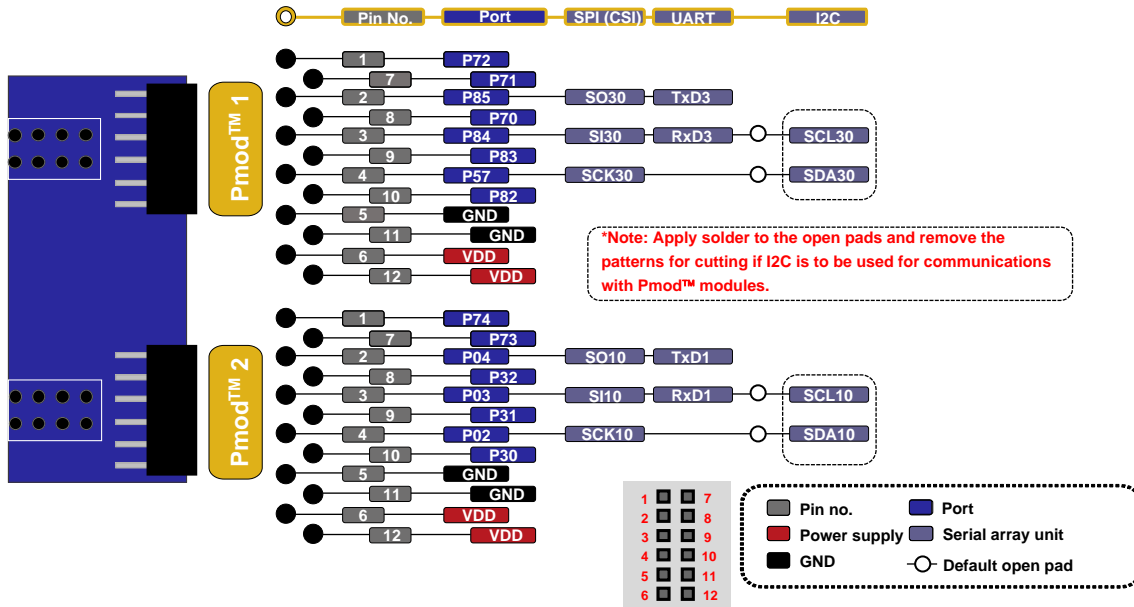 Pin No. Port SPI (CSI) UART I2C
Pmod™ 1
1 P72
7 P71
2 P85 SO30 TxD3
8 P70
3 P84 SI30 RxD3 SCL30
9 P83
4 P57 SCK30 SDA30
10 P82
5 GND
11 GND
6 VDD
12 VDD
*Note: Apply solder to the open pads and remove the
patterns for cutting if I2C is to be used for communications
with Pmod™ modules.
Pmod™ 2
1 P74
7 P73
2 P04 SO10 TxD1
8 P32
3 P03 SI10 RxD1 SCL10
9 P31
4 P02 SCK10 SDA10
10 P30
5 GND
11 GND
6 VDD
12 VDD
1 7
2 8
3 9
4 10
5 11
6 12
Pin no. Port
Power supply Serial array unit
GND Default open pad